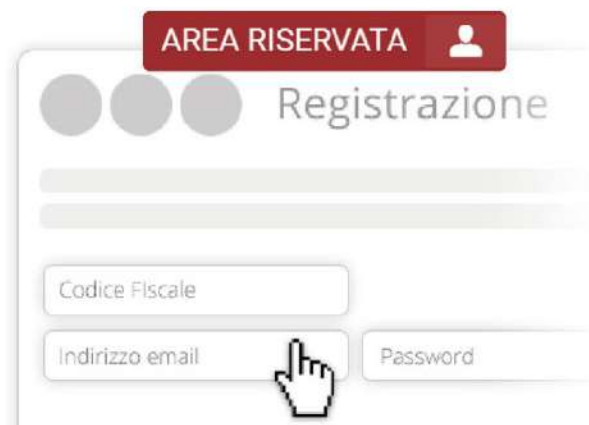 AREA RISERVATA
Registrazione
Codice FIscale
Indirizzo email
Password